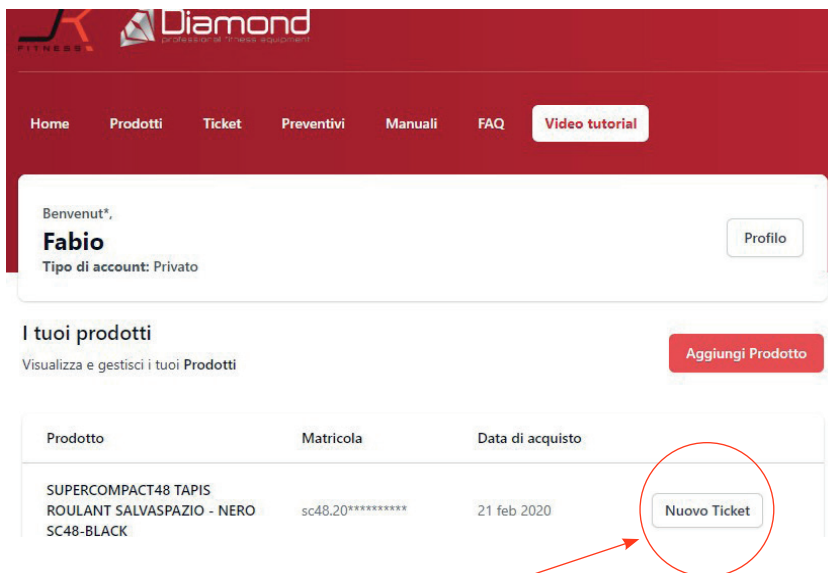 JK
FITNESS
Diamond
professional fitness equipment
Home Prodotti Ticket Preventivi Manuali FAQ Video tutorial
Benvenut*,
Fabio
Profilo
Tipo di account: Privato
I tuoi prodotti
Visualizza e gestisci i tuoi Prodotti
Aggiungi Prodotto
Prodotto Matricola Data di acquisto
SUPERCOMPACT48 TAPIS
ROULANT SALVASPAZIO - NERO
SC48-BLACK
sc48.20********** 21 feb 2020 Nuovo Ticket